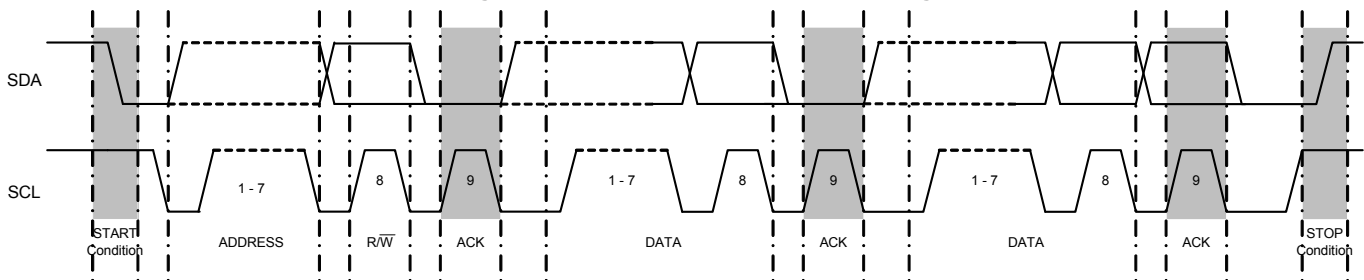 SDA
SCL
1 - 7
8
9
1 - 7
8
9
1 - 7
8
9
START
Condition
ADDRESS
R/W̅
ACK
DATA
ACK
DATA
ACK
STOP
Condition